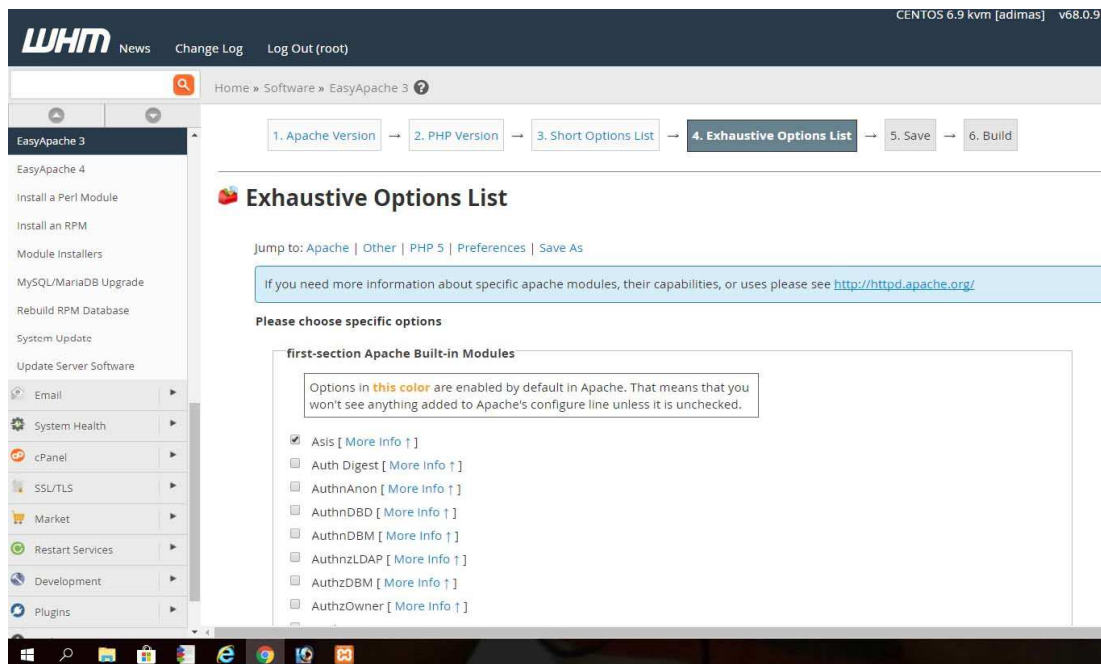 CENTOS 6.9 kvm [adimas] v68.0.9
WHM News Change Log Log Out (root)
Home » Software » EasyApache 3
EasyApache 3
EasyApache 4
Install a Perl Module
Install an RPM
Module Installers
MySQL/MariaDB Upgrade
Rebuild RPM Database
System Update
Update Server Software
Email
System Health
cPanel
SSL/TLS
Market
Restart Services
Development
Plugins
1. Apache Version → 2. PHP Version → 3. Short Options List → 4. Exhaustive Options List → 5. Save → 6. Build
Exhaustive Options List
Jump to: Apache | Other | PHP 5 | Preferences | Save As
If you need more information about specific apache modules, their capabilities, or uses please see http://httpd.apache.org/
Please choose specific options
first-section Apache Built-in Modules
Options in this color are enabled by default in Apache. That means that you
won't see anything added to Apache's configure line unless it is unchecked.
Asis [ More Info ↑ ]
Auth Digest [ More Info ↑ ]
AuthnAnon [ More Info ↑ ]
AuthnDBD [ More Info ↑ ]
AuthnDBM [ More Info ↑ ]
AuthnzLDAP [ More Info ↑ ]
AuthzDBM [ More Info ↑ ]
AuthzOwner [ More Info ↑ ]